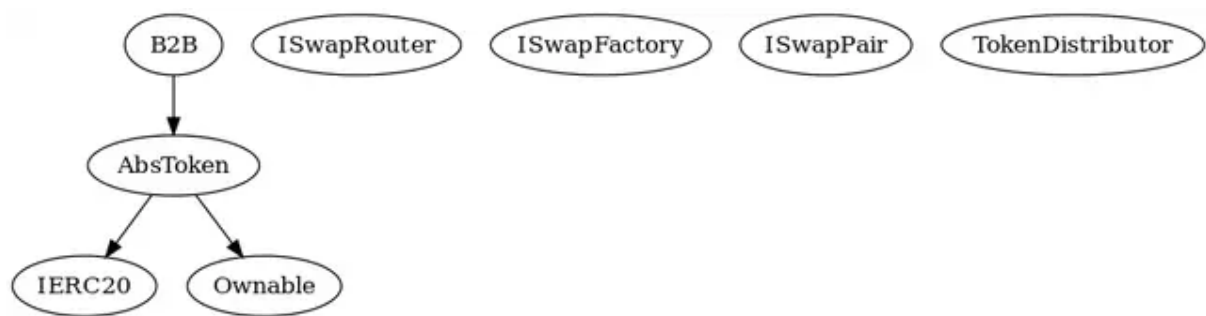 B2B
ISwapRouter
ISwapFactory
ISwapPair
TokenDistributor
AbsToken
IERC20
Ownable